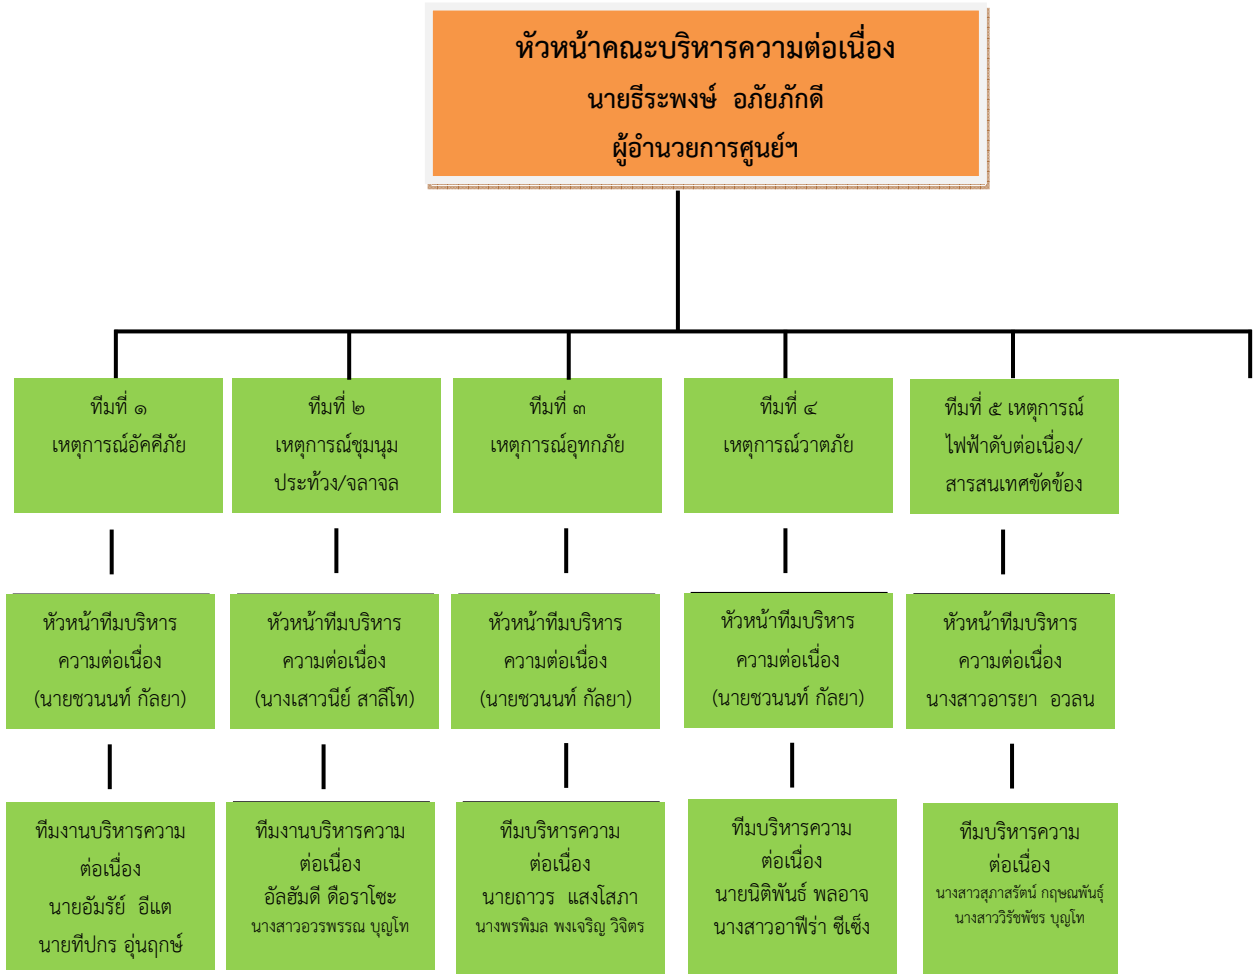 หัวหน้าคณะบริหารความต่อเนื่อง
นายธีระพงษ์ อภัยภักดี
ผู้อำนวยการศูนย์ฯ
ทีมที่ ๑
เหตุการณ์อัคคีภัย
ทีมที่ ๒
เหตุการณ์ชุมนุม
ประท้วง/จลาจล
ทีมที่ ๓
เหตุการณ์อุทกภัย
ทีมที่ ๔
เหตุการณ์วาตภัย
ทีมที่ ๕ เหตุการณ์
ไฟฟ้าดับต่อเนื่อง/
สารสนเทศขัดข้อง
หัวหน้าทีมบริหาร
ความต่อเนื่อง
(นายชวนนท์ กัลยา)
หัวหน้าทีมบริหาร
ความต่อเนื่อง
(นางเสาวนีย์ สาลีโท)
หัวหน้าทีมบริหาร
ความต่อเนื่อง
(นายชวนนท์ กัลยา)
หัวหน้าทีมบริหาร
ความต่อเนื่อง
(นายชวนนท์ กัลยา)
หัวหน้าทีมบริหาร
ความต่อเนื่อง
นางสาวอารยา อวลน
ทีมงานบริหารความ
ต่อเนื่อง
นายอัมรีย์ อีแต
นายทีปกร อุ่นฤกษ์
ทีมงานบริหารความ
ต่อเนื่อง
อัลฮัมดี ดือราโซะ
นางสาวอวรพรรณ บุญโท
ทีมบริหารความ
ต่อเนื่อง
นายถาวร แสงโสภา
นางพรพิมล พงเจริญ วิจิตร
ทีมบริหารความ
ต่อเนื่อง
นายนิติพันธ์ พลอาจ
นางสาวอาฟีร่า ซีเซ็ง
ทีมบริหารความ
ต่อเนื่อง
นางสาวสุภาสรัตน์ กฤษณพันธุ์
นางสาววิรัชพัชร บุญโท